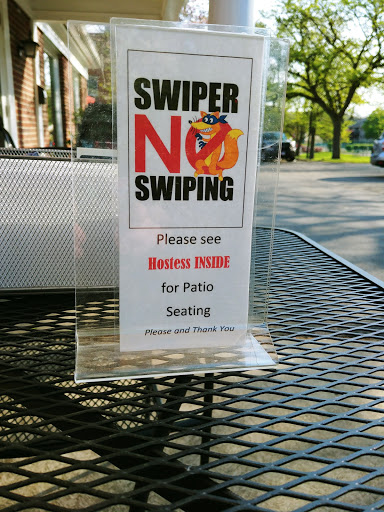 SWIPER
NO
SWIPING
Please see
Hostess INSIDE
for Patio
Seating
Please and Thank You